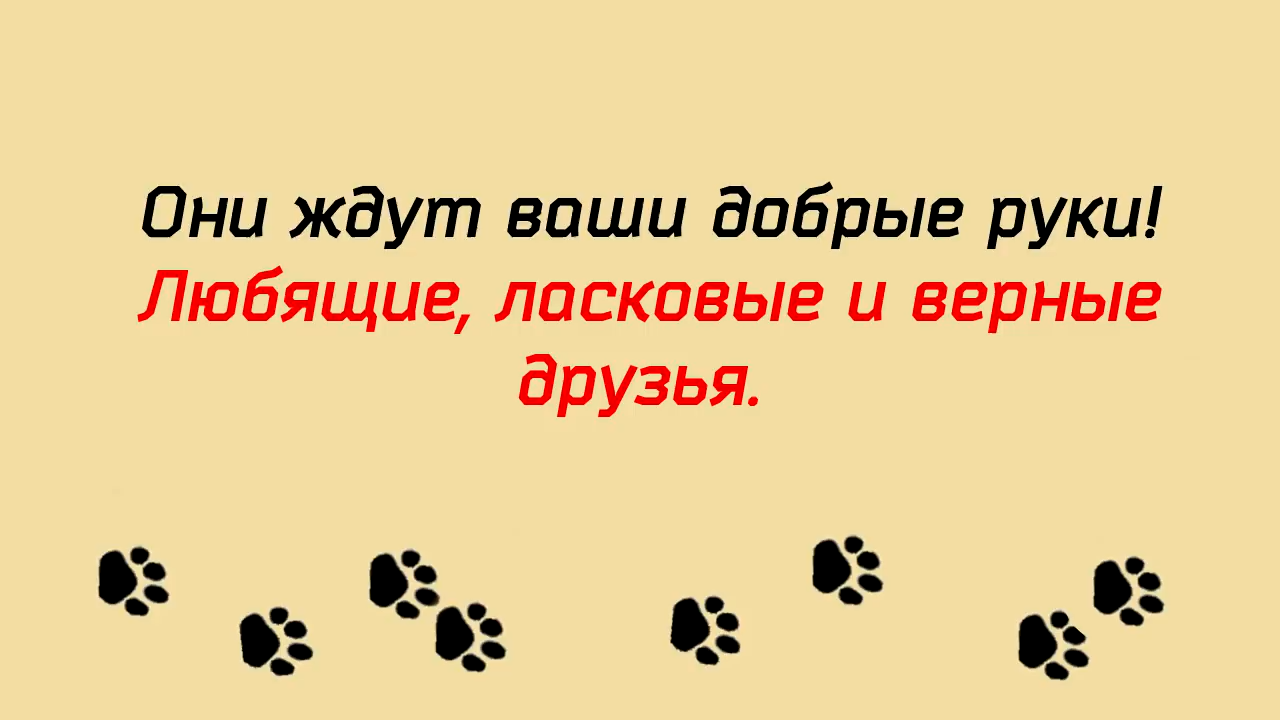 Они ждут ваши добрые руки!
Любящие, ласковые и верные
друзья.